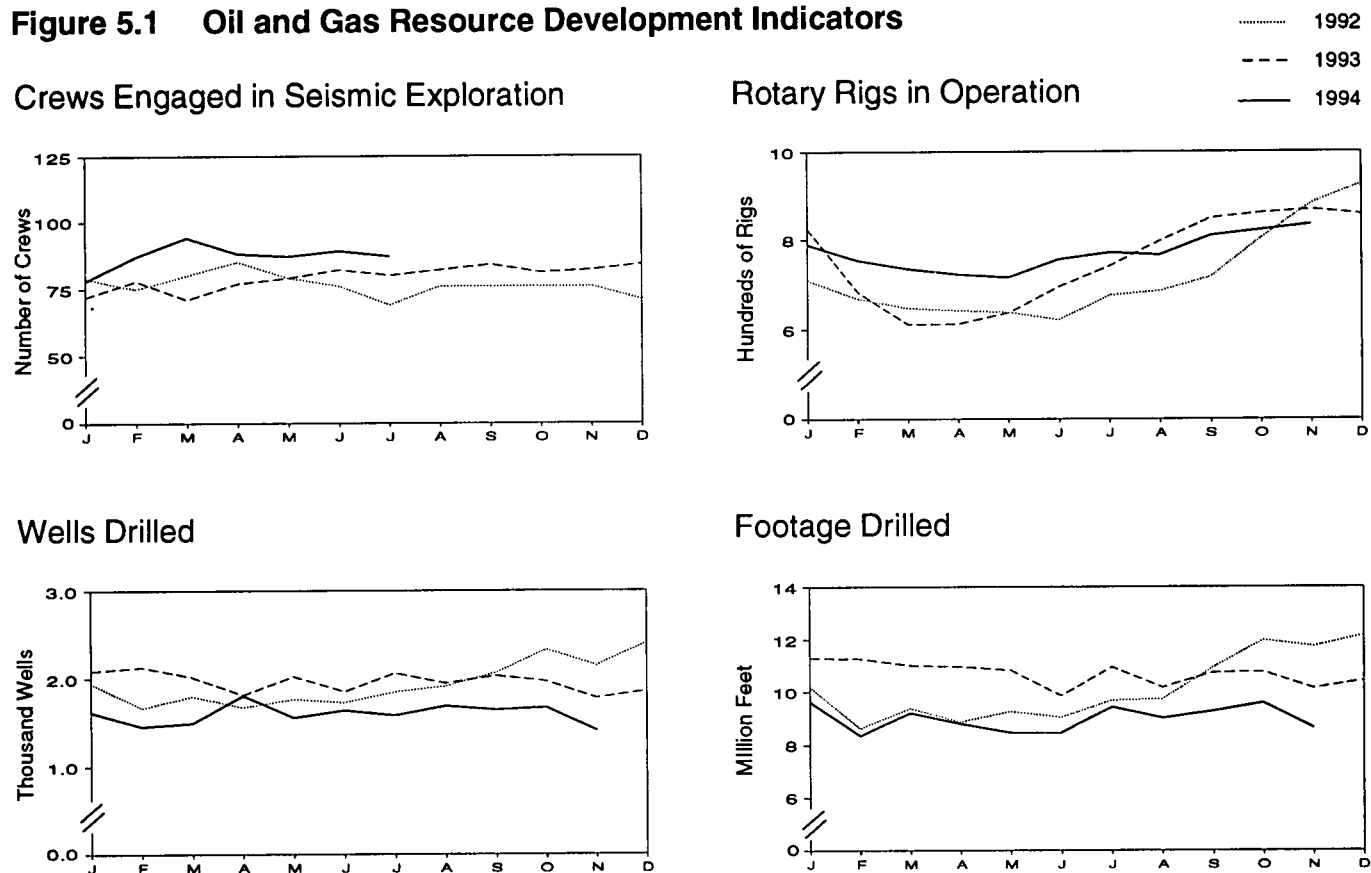 Figure 5.1 Oil and Gas Resource Development Indicators
1992
1993
1994
Crews Engaged in Seismic Exploration
Number of Crews
125
100
75
50
0
J F M A M J J A S O N D
Rotary Rigs in Operation
Hundreds of Rigs
10
8
6
0
J F M A M J J A S O N D
Wells Drilled
Thousand Wells
3.0
2.0
1.0
0.0
J F M A M J J A S O N D
Footage Drilled
Million Feet
14
12
10
8
6
0
J F M A M J J A S O N D